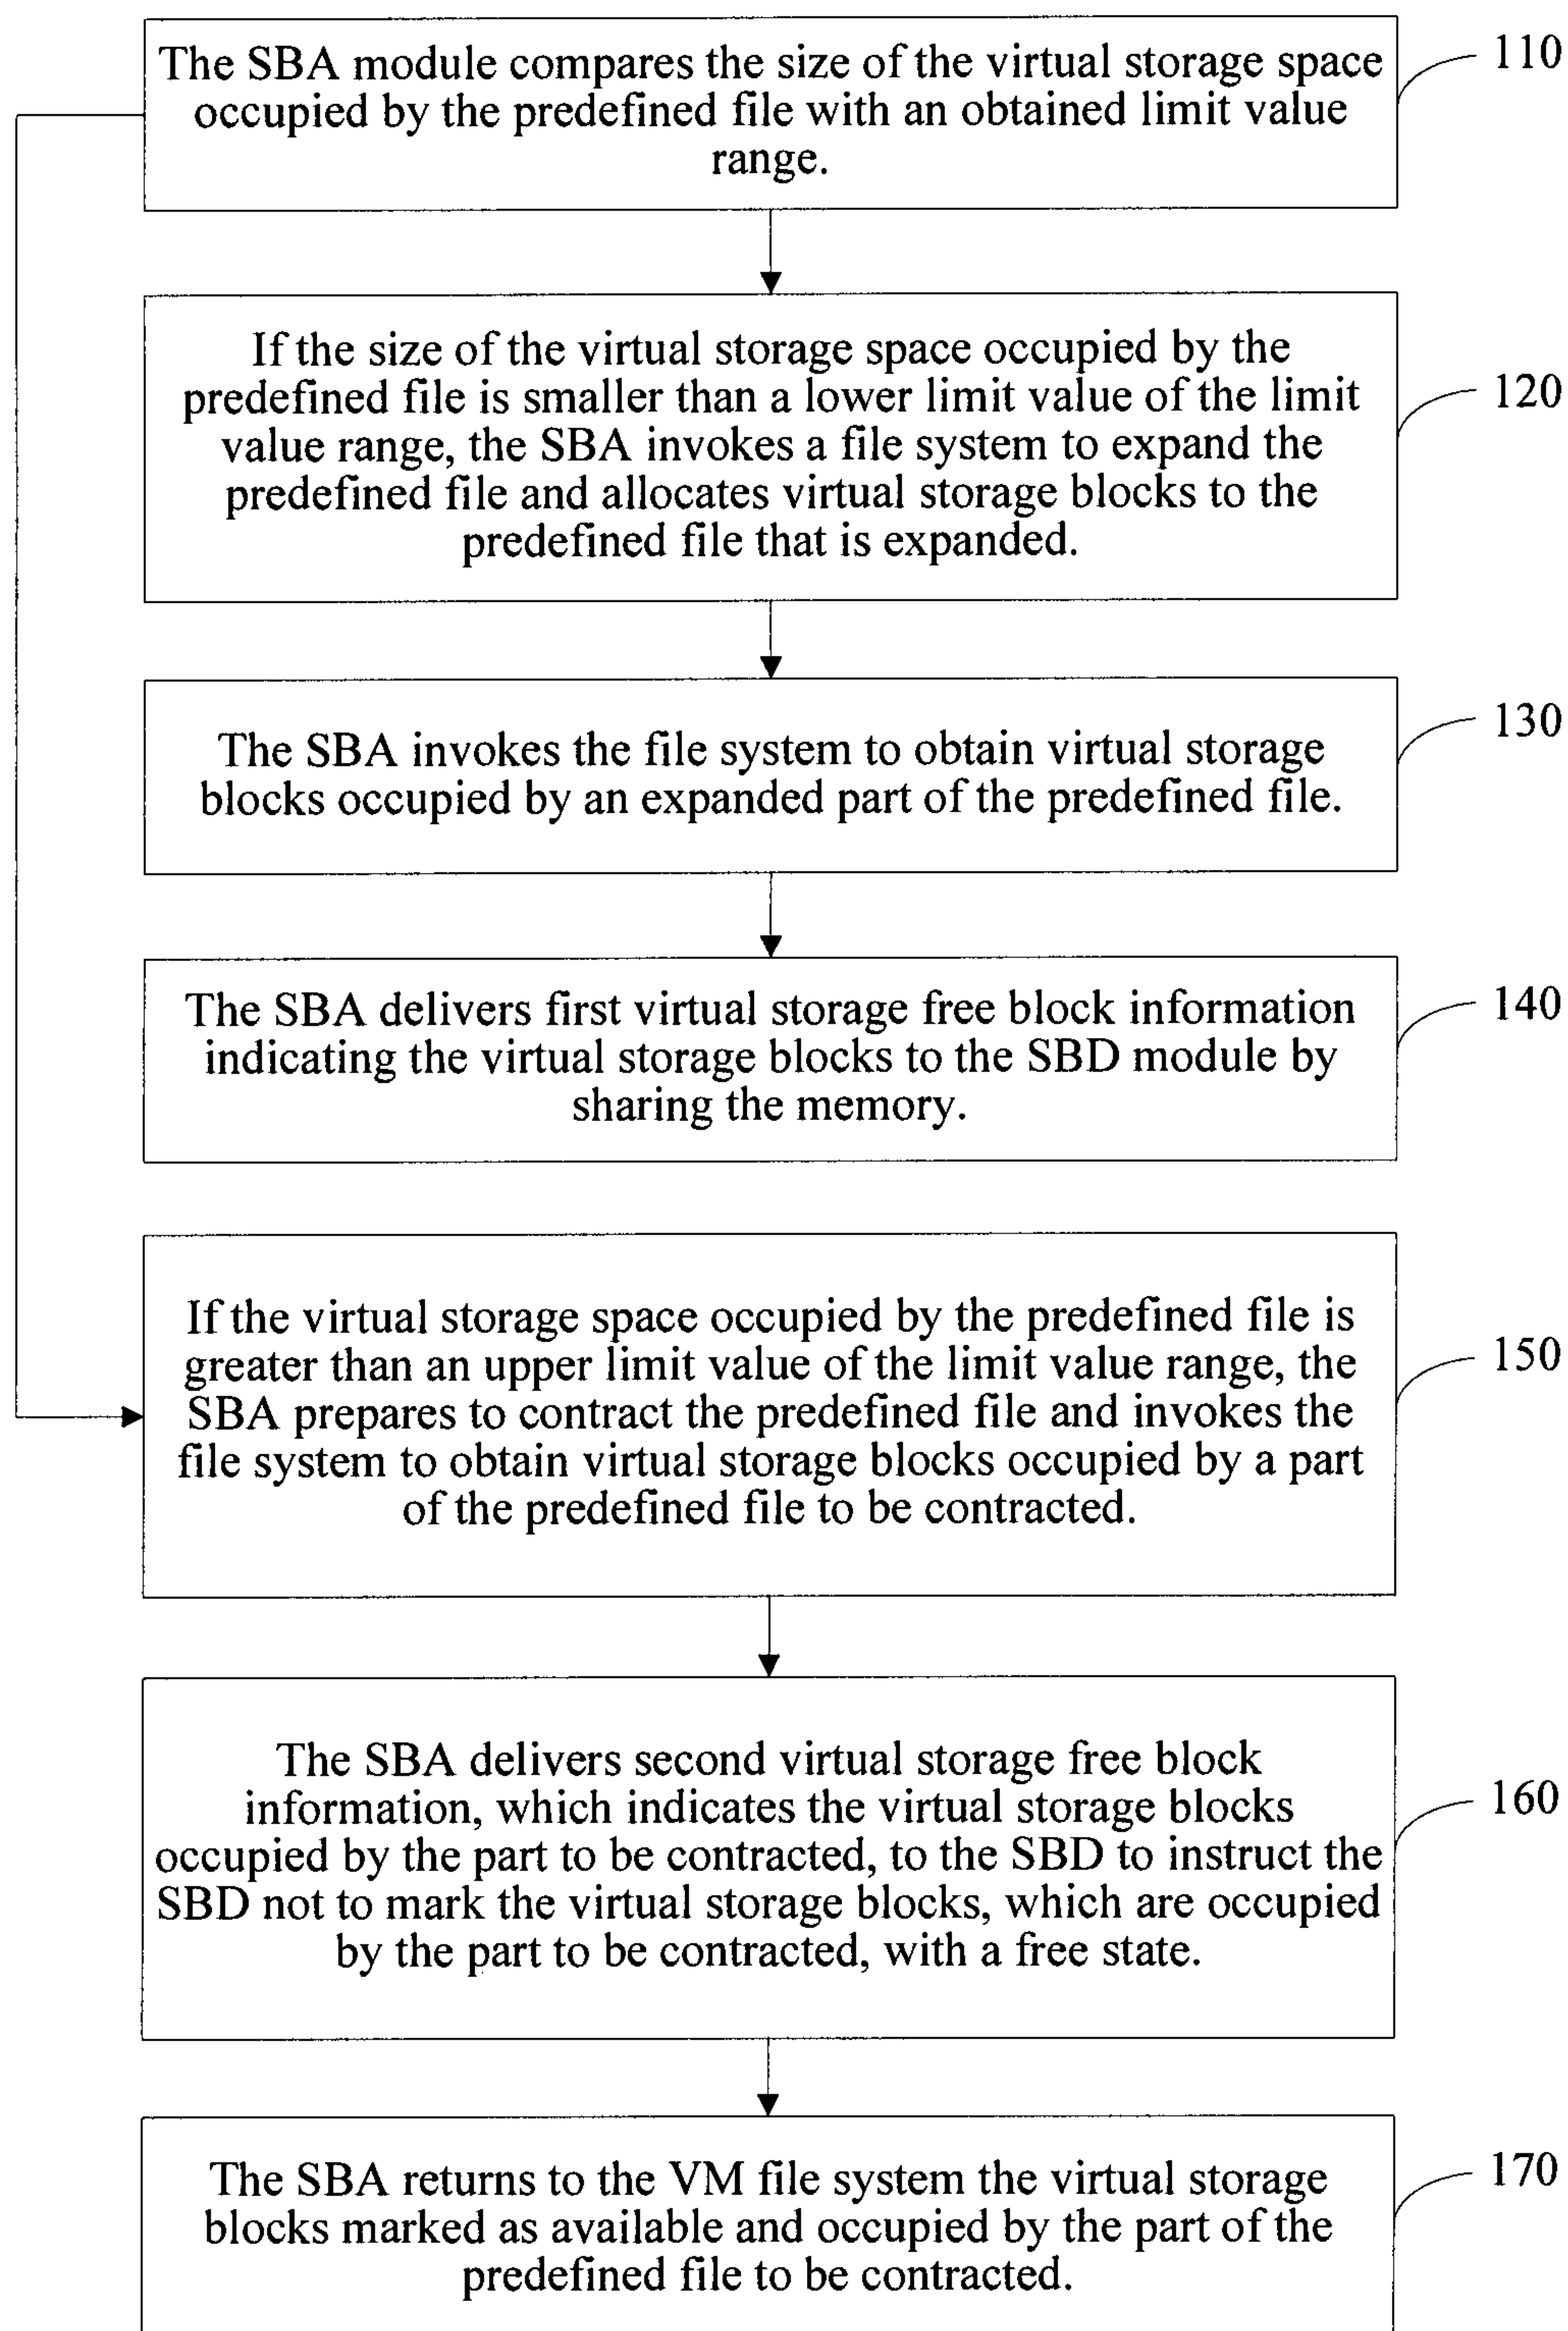 The SBA module compares the size of the virtual storage space
occupied by the predefined file with an obtained limit value
range.
110
If the size of the virtual storage space occupied by the
predefined file is smaller than a lower limit value of the limit
value range, the SBA invokes a file system to expand the
predefined file and allocates virtual storage blocks to the
predefined file that is expanded.
120
The SBA invokes the file system to obtain virtual storage
blocks occupied by an expanded part of the predefined file.
130
The SBA delivers first virtual storage free block information
indicating the virtual storage blocks to the SBD module by
sharing the memory.
140
If the virtual storage space occupied by the predefined file is
greater than an upper limit value of the limit value range, the
SBA prepares to contract the predefined file and invokes the
file system to obtain virtual storage blocks occupied by a part
of the predefined file to be contracted.
150
The SBA delivers second virtual storage free block
information, which indicates the virtual storage blocks
occupied by the part to be contracted, to the SBD to instruct the
SBD not to mark the virtual storage blocks, which are occupied
by the part to be contracted, with a free state.
160
The SBA returns to the VM file system the virtual storage
blocks marked as available and occupied by the part of the
predefined file to be contracted.
170